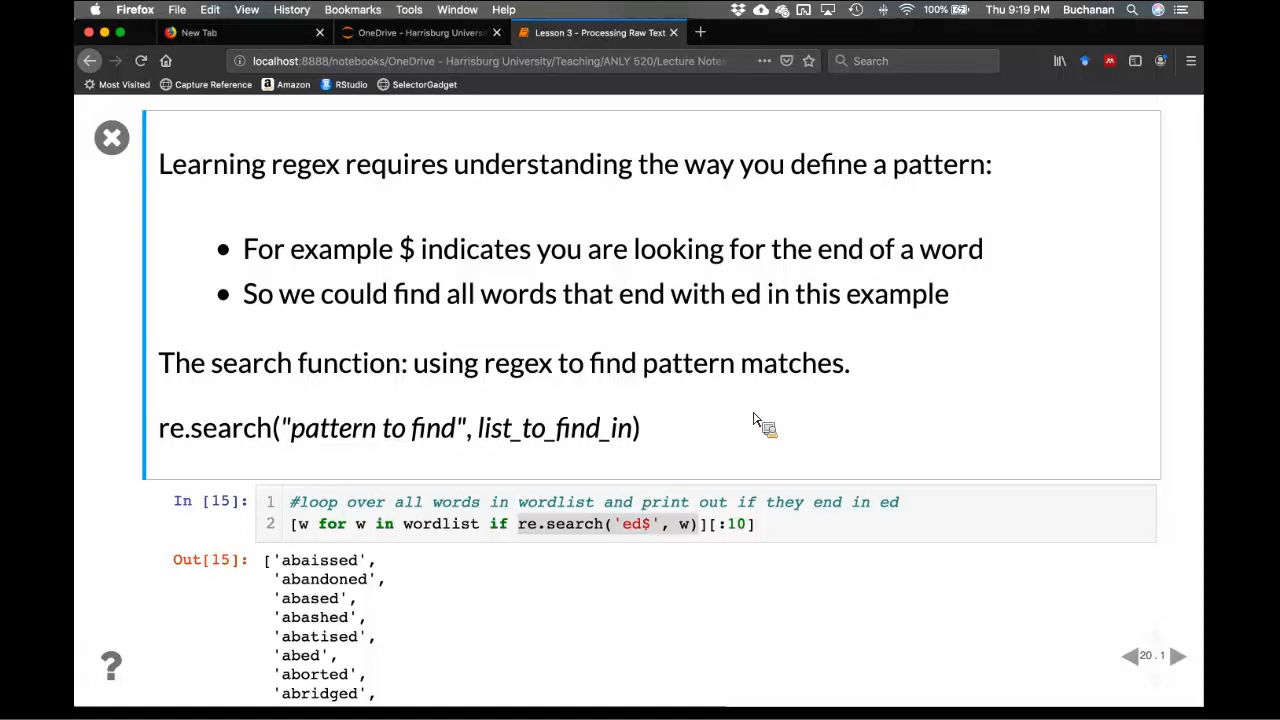 Firefox File Edit View History Bookmarks Tools Window Help 100% Thu 9:19 PM Buchanan
New Tab OneDrive - Harrisburg Universi Lesson 3 - Processing Raw Text
localhost:8888/notebooks/OneDrive - Harrisburg University/Teaching/ANLY 520/Lecture Notes Search
Most Visited Capture Reference Amazon RStudio SelectorGadget
Learning regex requires understanding the way you define a pattern:
• For example $ indicates you are looking for the end of a word
• So we could find all words that end with ed in this example
The search function: using regex to find pattern matches.
re.search("pattern to find", list_to_find_in)
In [15]: 1 #loop over all words in wordlist and print out if they end in ed
2 [w for w in wordlist if re.search('ed$', w)][:10]
Out[15]: ['abaissed',
'abandoned',
'abased',
'abashed',
'abatised',
'abed',
'aborted',
'abridged',
?
20 . 1